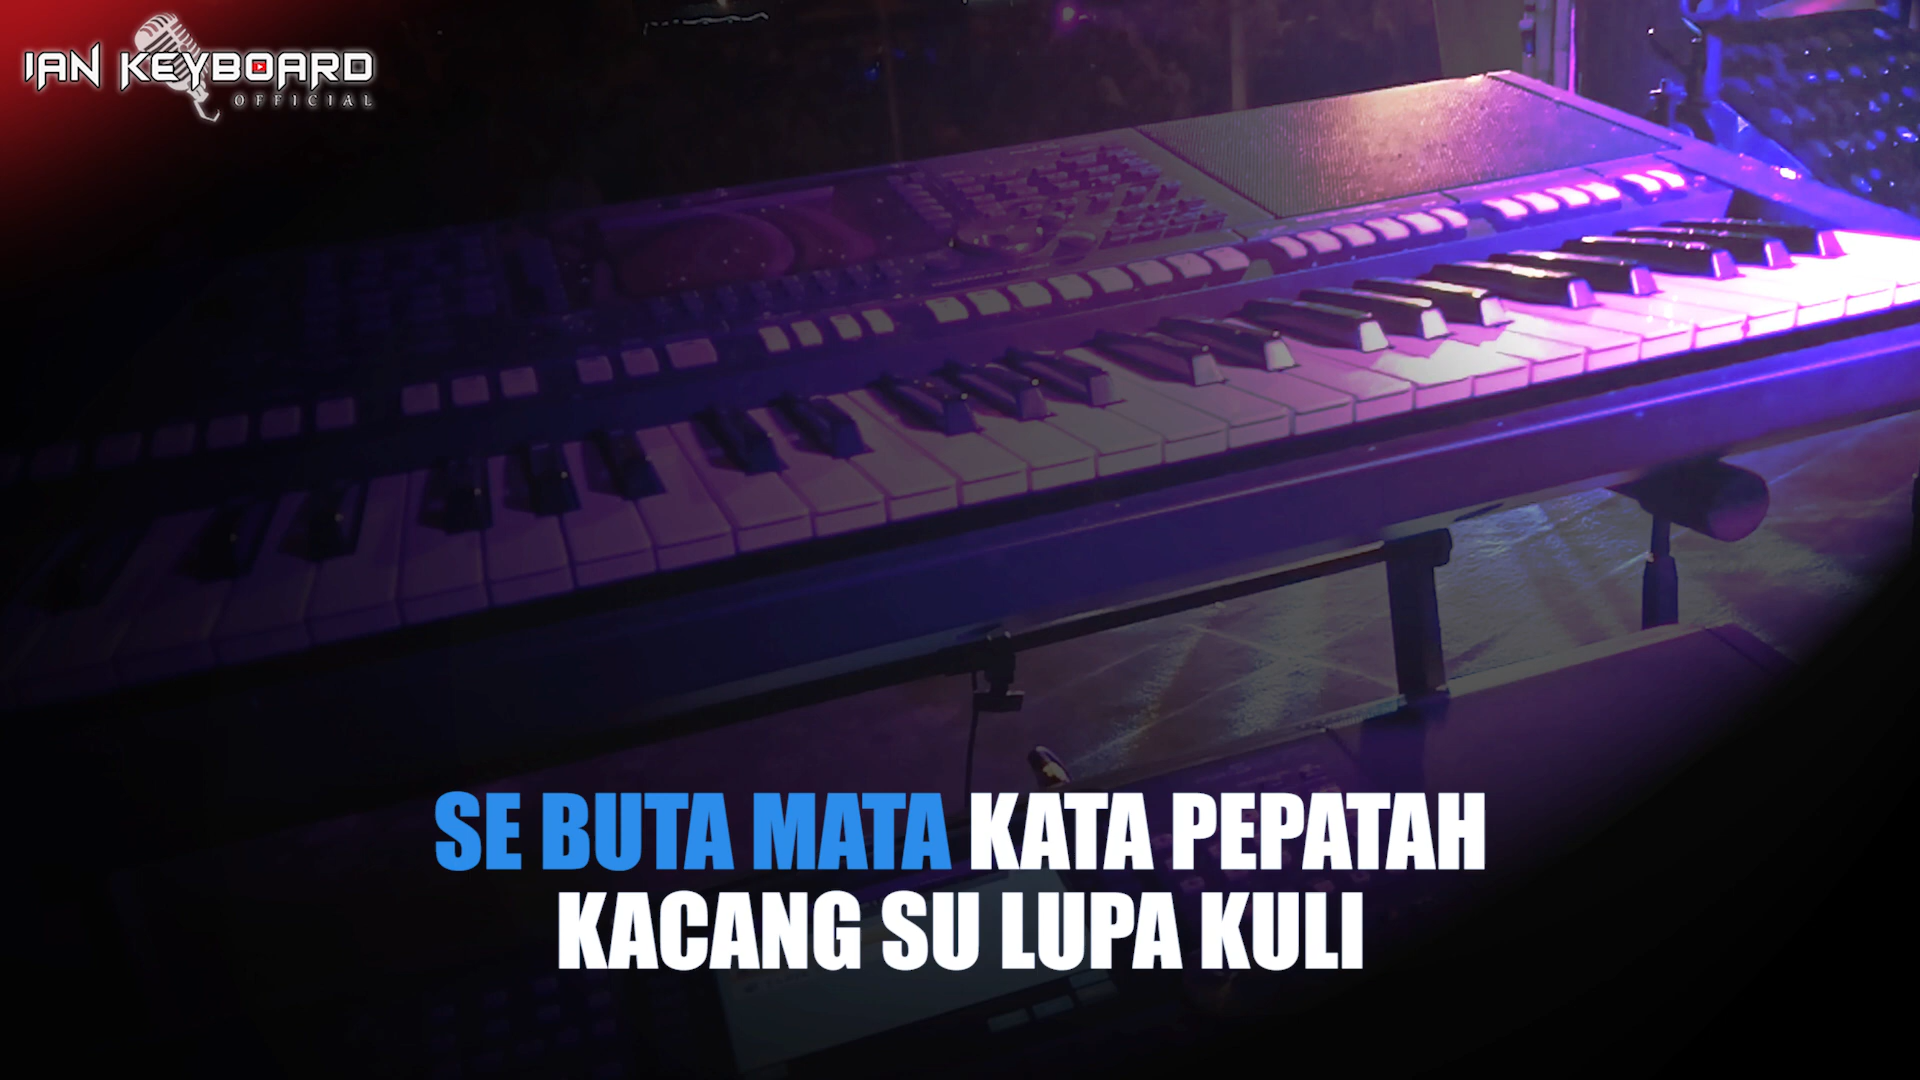 IAN KEYBOARD
OFFICIAL
SE BUTA MATA KATA PEPATAH
KACANG SU LUPA KULI